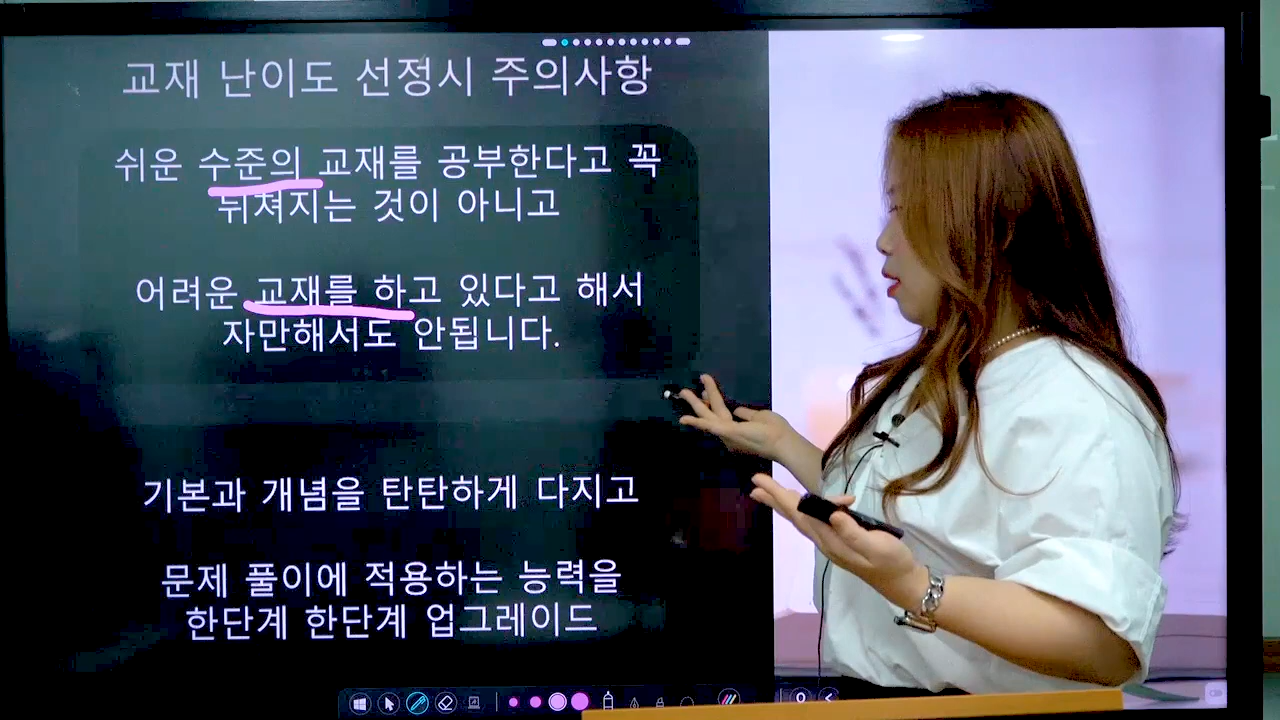 교재 난이도 선정시 주의사항
쉬운 수준의 교재를 공부한다고 꼭
뒤쳐지는 것이 아니고
어려운 교재를 하고 있다고 해서
자만해서도 안됩니다.
기본과 개념을 탄탄하게 다지고
문제 풀이에 적용하는 능력을
한단계 한단계 업그레이드